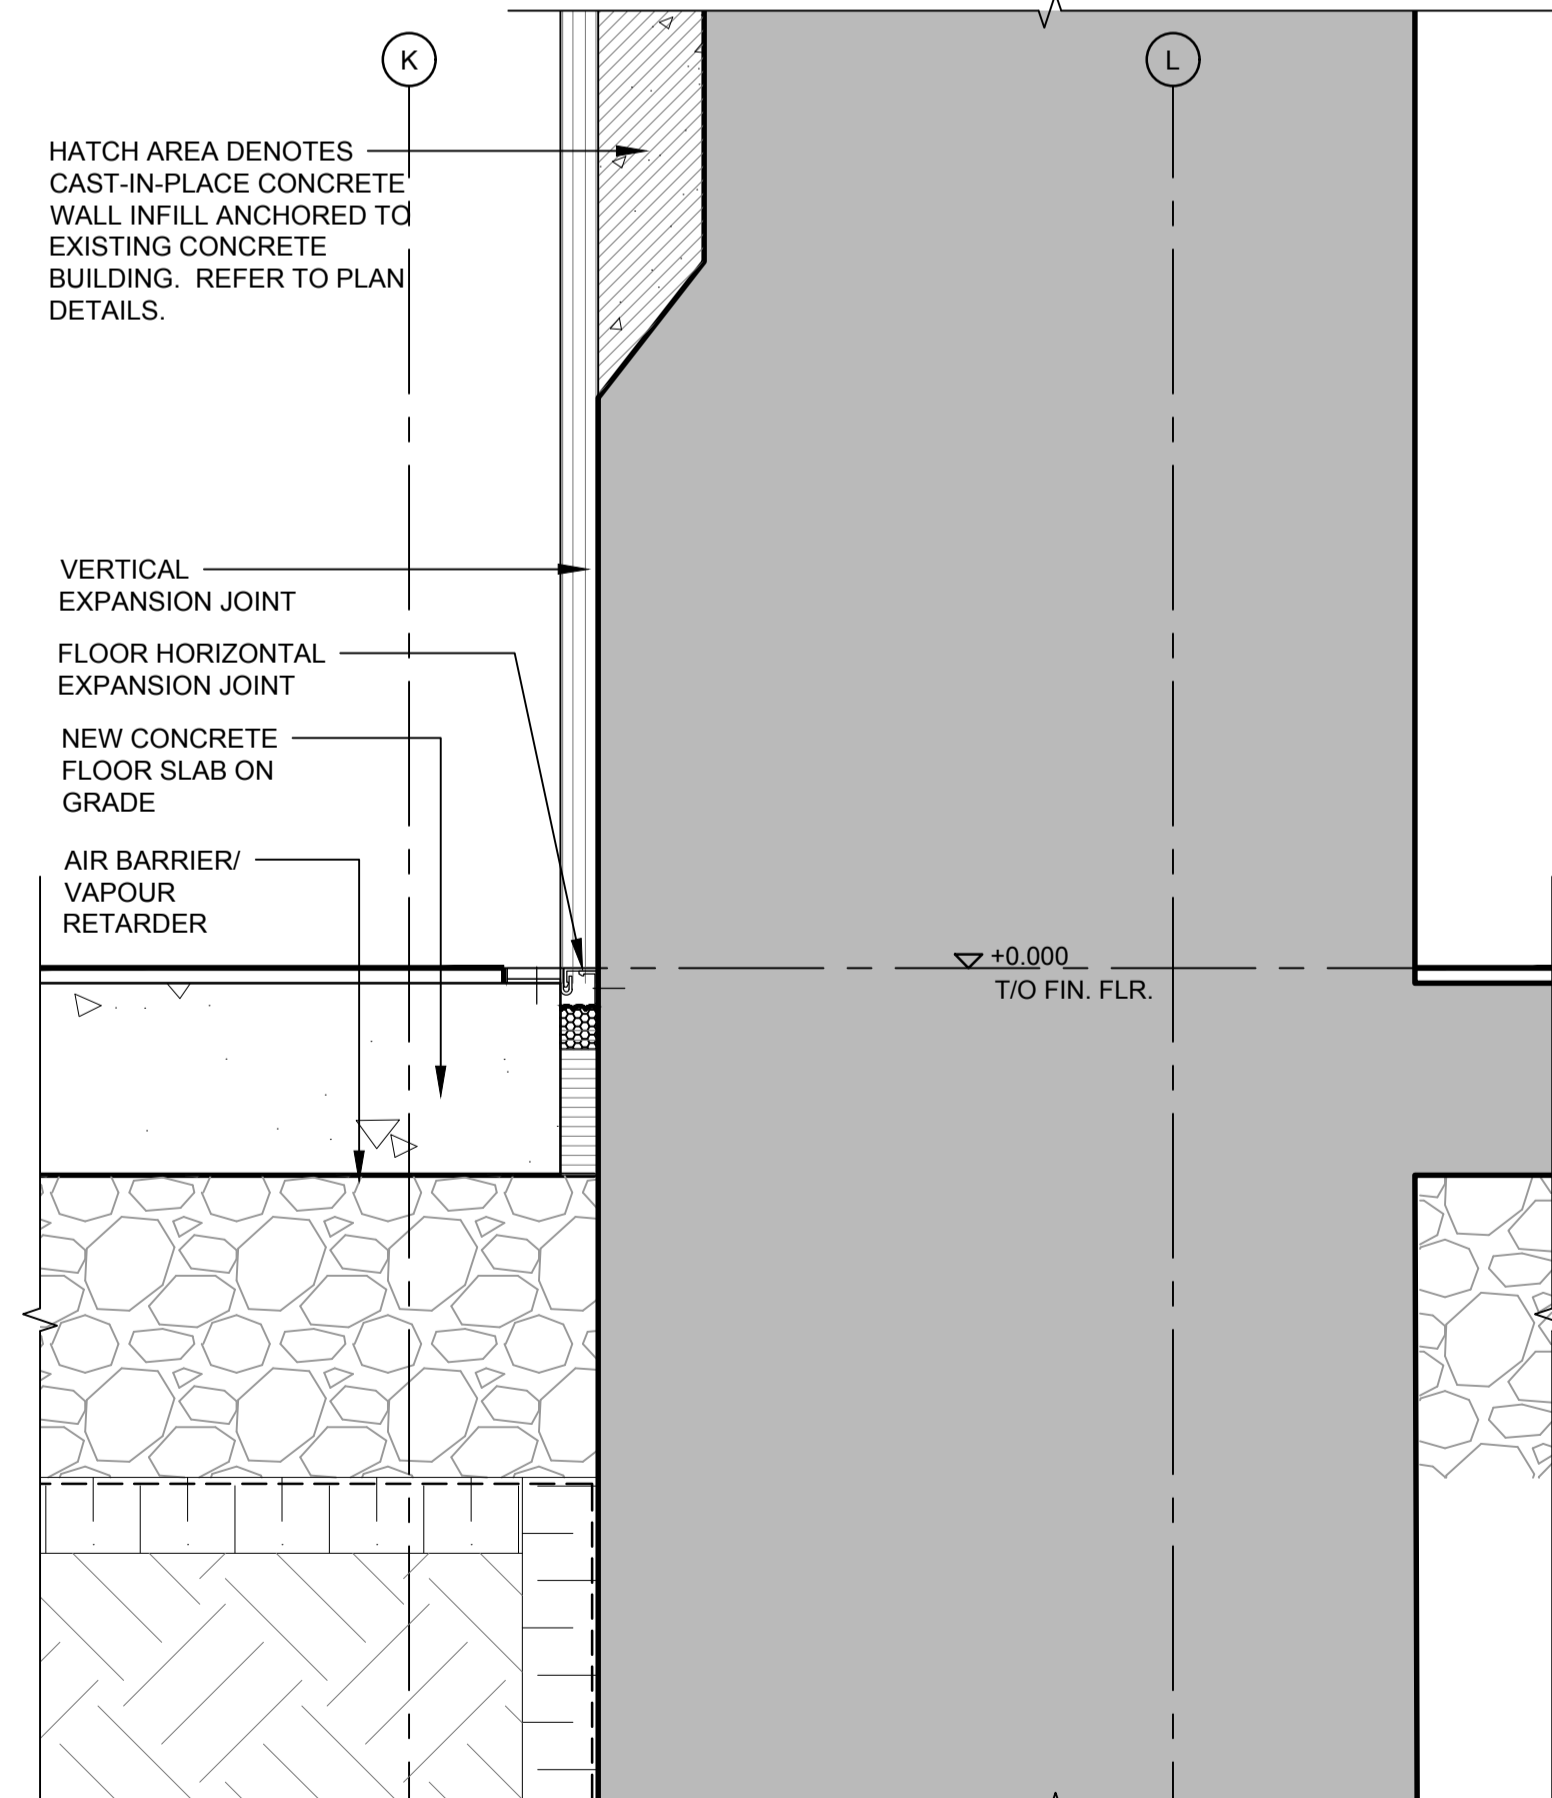 K
L
HATCH AREA DENOTES
CAST-IN-PLACE CONCRETE
WALL INFILL ANCHORED TO
EXISTING CONCRETE
BUILDING. REFER TO PLAN
DETAILS.
VERTICAL
EXPANSION JOINT
FLOOR HORIZONTAL
EXPANSION JOINT
NEW CONCRETE
FLOOR SLAB ON
GRADE
AIR BARRIER/
VAPOUR
RETARDER
+0.000
T/O FIN. FLR.